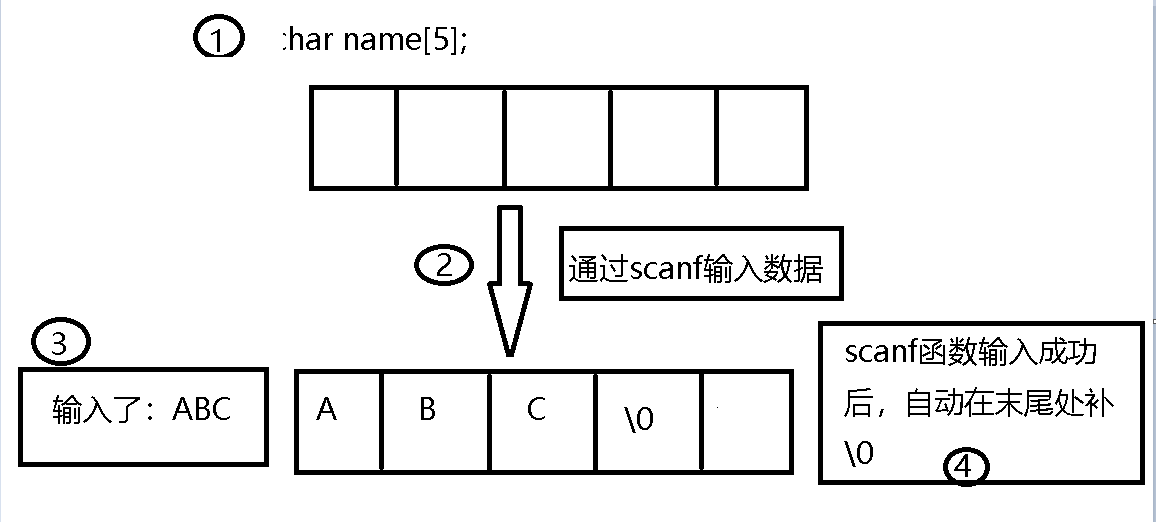 ①
har name[5];
②
通过scanf输入数据
③
输入了：ABC
A B C \0
scanf函数输入成功
后，自动在末尾处补
\0
④